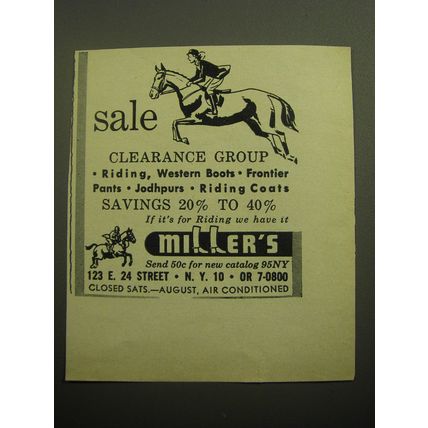 sale
CLEARANCE GROUP
• Riding, Western Boots • Frontier
Pants • Jodhpurs • Riding Coats
SAVINGS 20% TO 40%
If it's for Riding we have it
MILLER'S
Send 50c for new catalog 95NY
123 E. 24 STREET • N. Y. 10 • OR 7-0800
CLOSED SATS.—AUGUST, AIR CONDITIONED